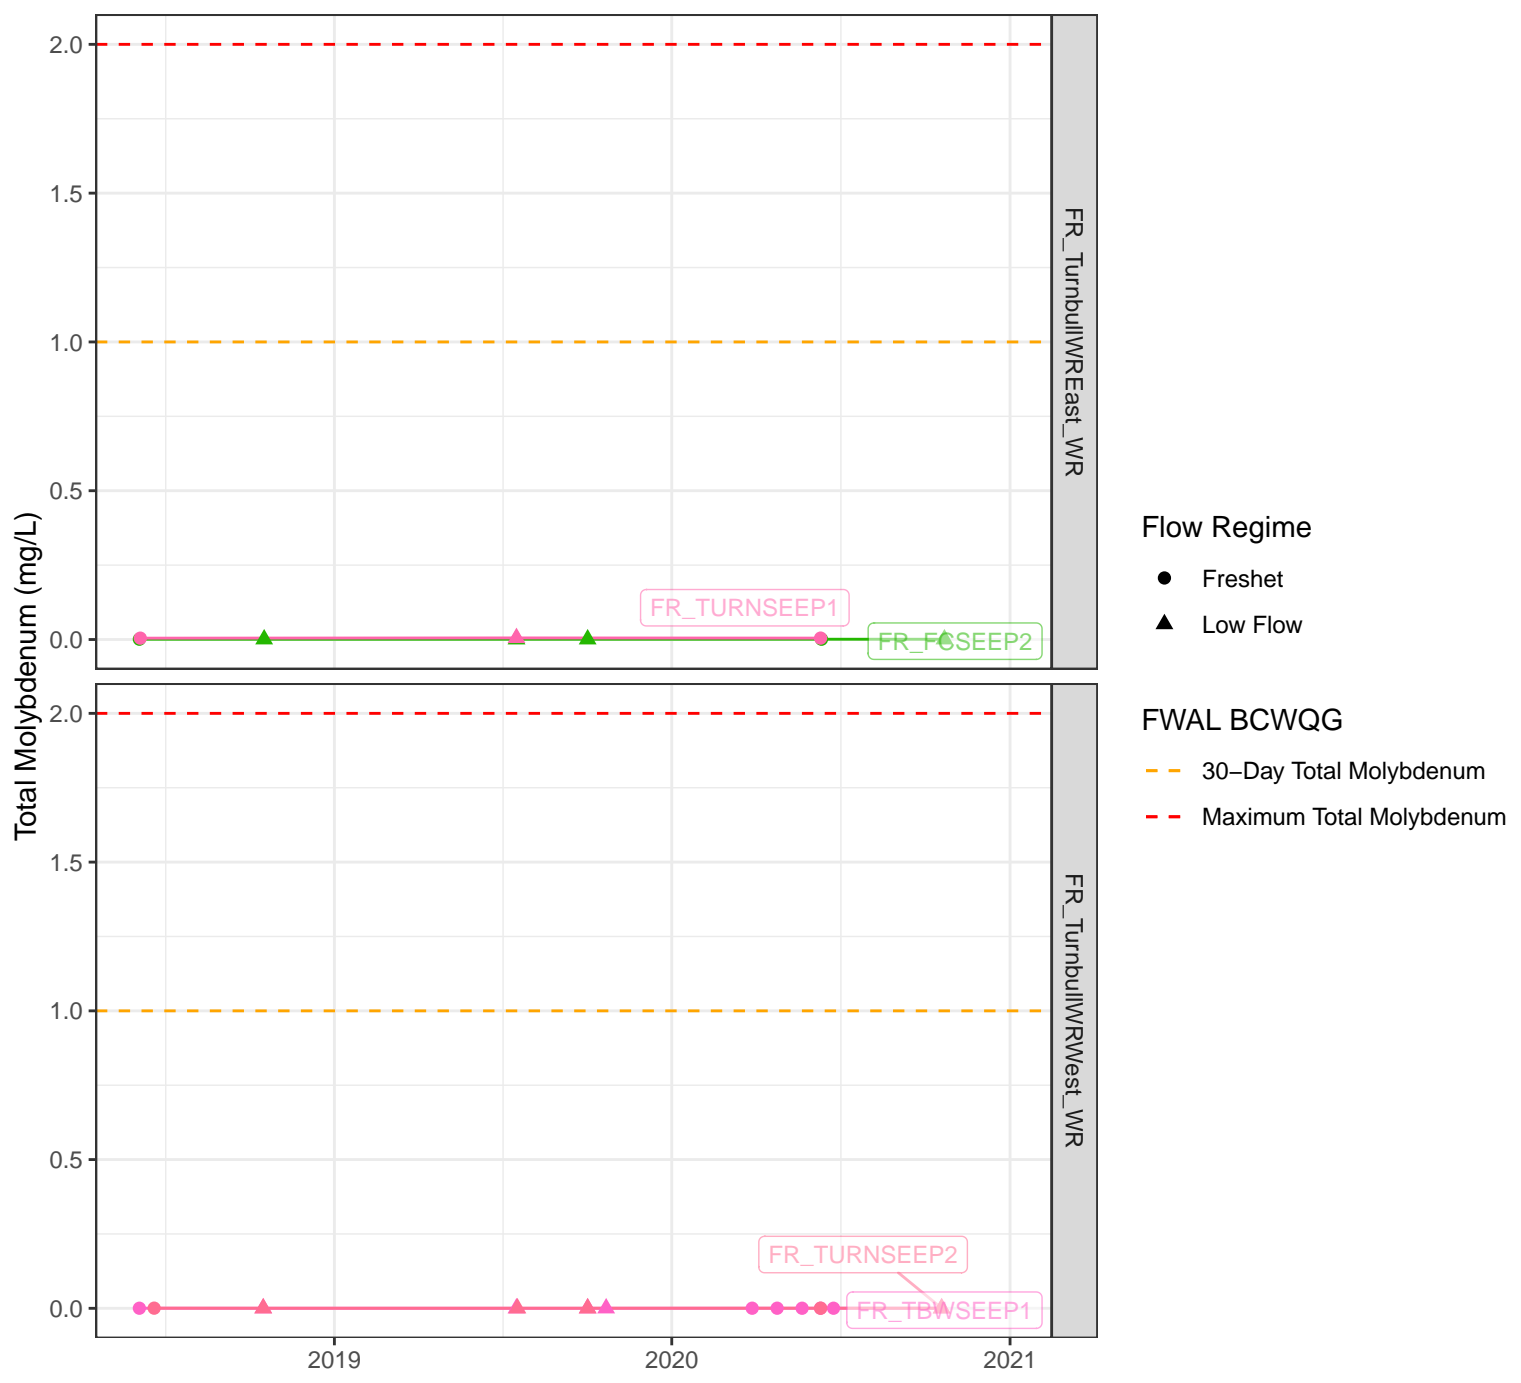 Total Molybdenum (mg/L)
2.0
1.5
1.0
0.5
0.0
FR_TURNSEEP1
FR_FCSEEP2
FR_TurnbullWREast_WR
2.0
1.5
1.0
0.5
0.0
FR_TURNSEEP2
FR_TBWSEEP1
FR_TurnbullWRWest_WR
2019
2020
2021
Flow Regime
Freshet
Low Flow
FWAL BCWQG
30−Day Total Molybdenum
Maximum Total Molybdenum